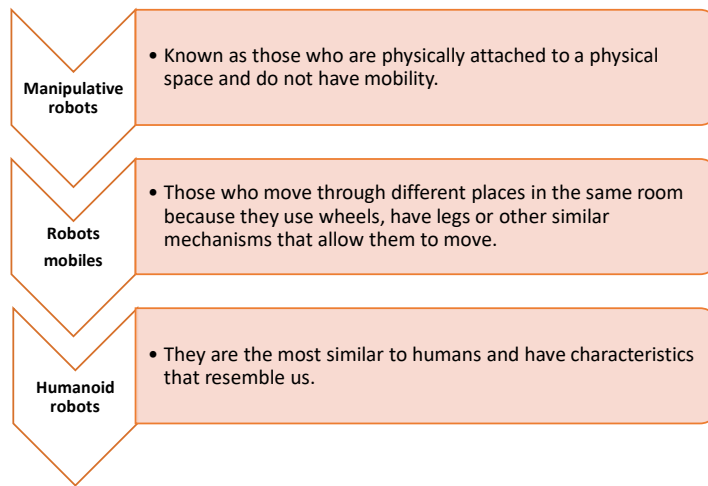 Manipulative
robots
• Known as those who are physically attached to a physical
space and do not have mobility.
Robots
mobiles
• Those who move through different places in the same room
because they use wheels, have legs or other similar
mechanisms that allow them to move.
Humanoid
robots
• They are the most similar to humans and have characteristics
that resemble us.